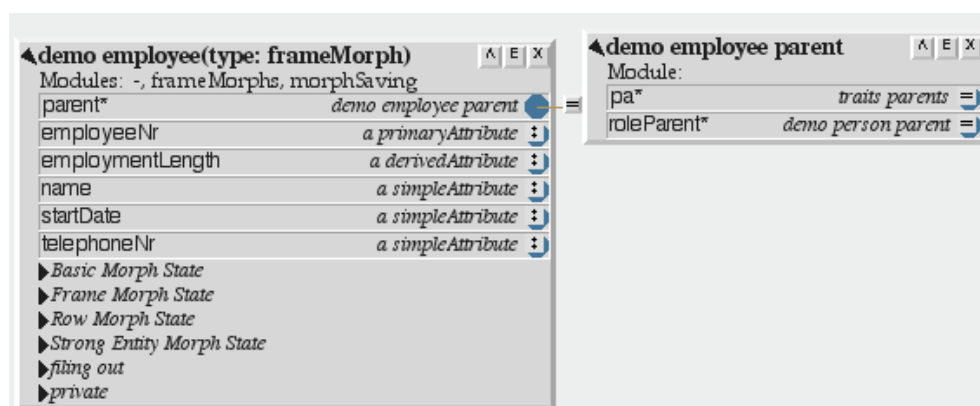 demo employee(type: frameMorph) ʌ E X
Modules: -, frameMorphs, morphSaving
parent* demo employee parent =
employeeNr a primaryAttribute :
employmentLength a derivedAttribute :
name a simpleAttribute :
startDate a simpleAttribute :
telephoneNr a simpleAttribute :
Basic Morph State
Frame Morph State
Row Morph State
Strong Entity Morph State
filing out
private
demo employee parent ʌ E X
Module:
pa* traits parents =
roleParent* demo person parent =